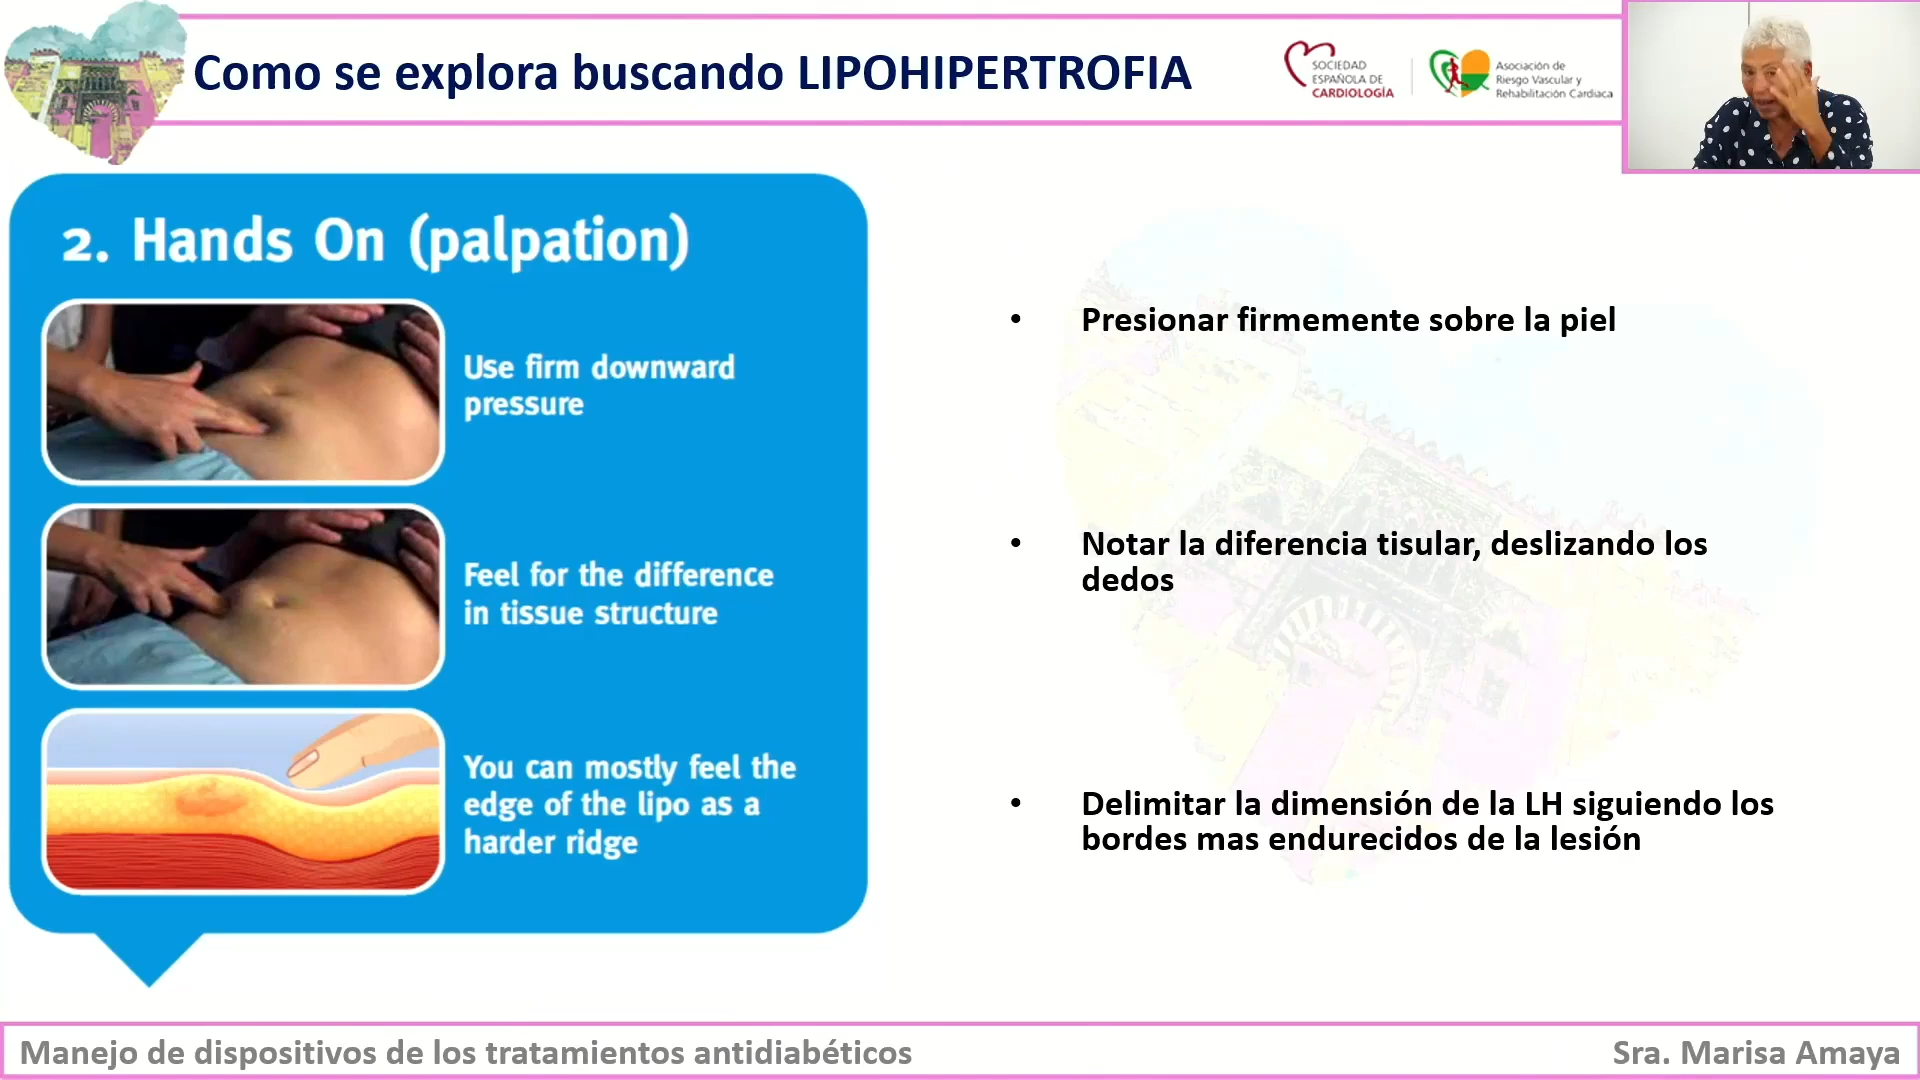 Como se explora buscando LIPOHIPERTROFIA
SOCIEDAD
ESPAÑOLA DE
CARDIOLOGÍA
Asociación de
Riesgo Vascular y
Rehabilitación Cardiaca
2. Hands On (palpation)
Use firm downward
pressure
Feel for the difference
in tissue structure
You can mostly feel the
edge of the lipo as a
harder ridge
• Presionar firmemente sobre la piel
• Notar la diferencia tisular, deslizando los
dedos
• Delimitar la dimensión de la LH siguiendo los
bordes mas endurecidos de la lesión
Manejo de dispositivos de los tratamientos antidiabéticos
Sra. Marisa Amaya